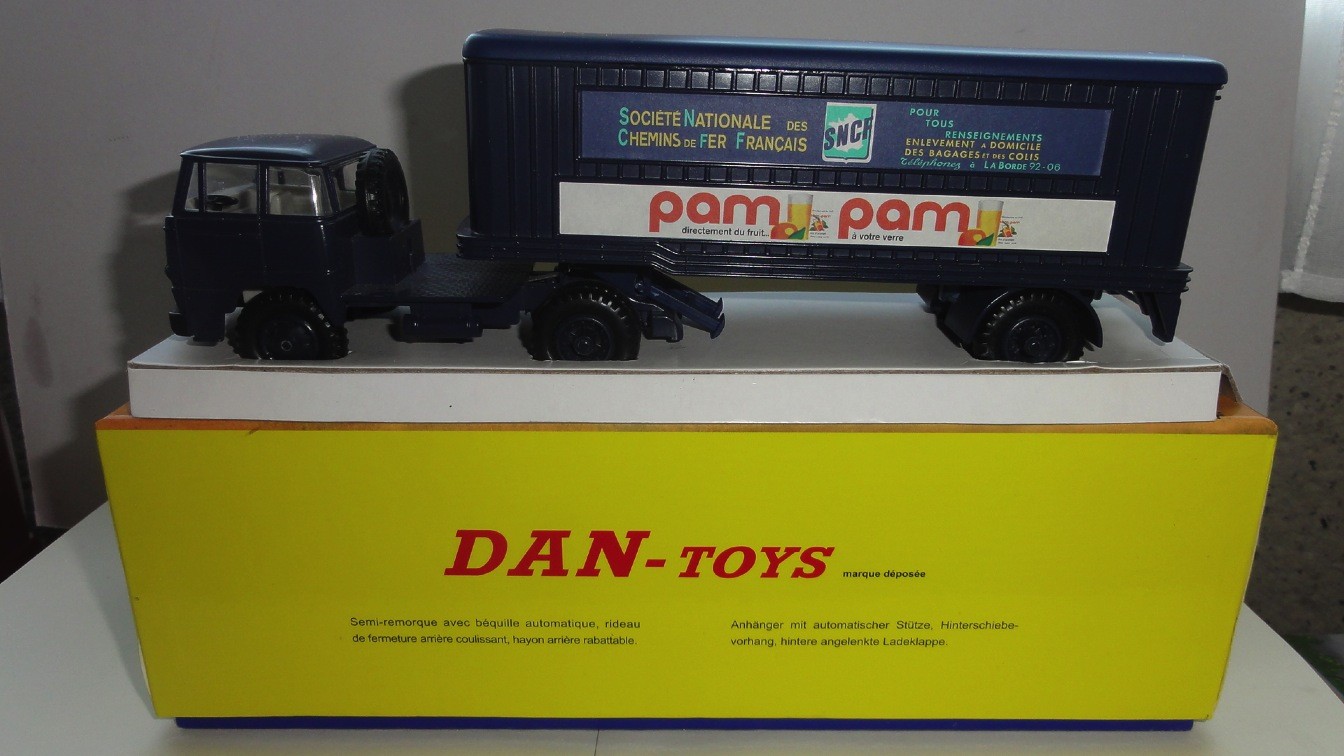 SOCIÉTÉ NATIONALE DES
CHEMINS DE FER FRANÇAIS
SNCF
POUR
TOUS
RENSEIGNEMENTS
ENLEVEMENT A DOMICILE
DES BAGAGES ET DES COLIS
Téléphonez à LABORDE 92-06
pam pam
directement du fruit... à votre verre
DAN-TOYS marque déposée
Semi-remorque avec béquille automatique, rideau
de fermeture arrière coulissant, hayon arrière rabattable.
Anhänger mit automatischer Stütze, Hinterschiebe-
vorhang, hintere angelenkte Ladeklappe.